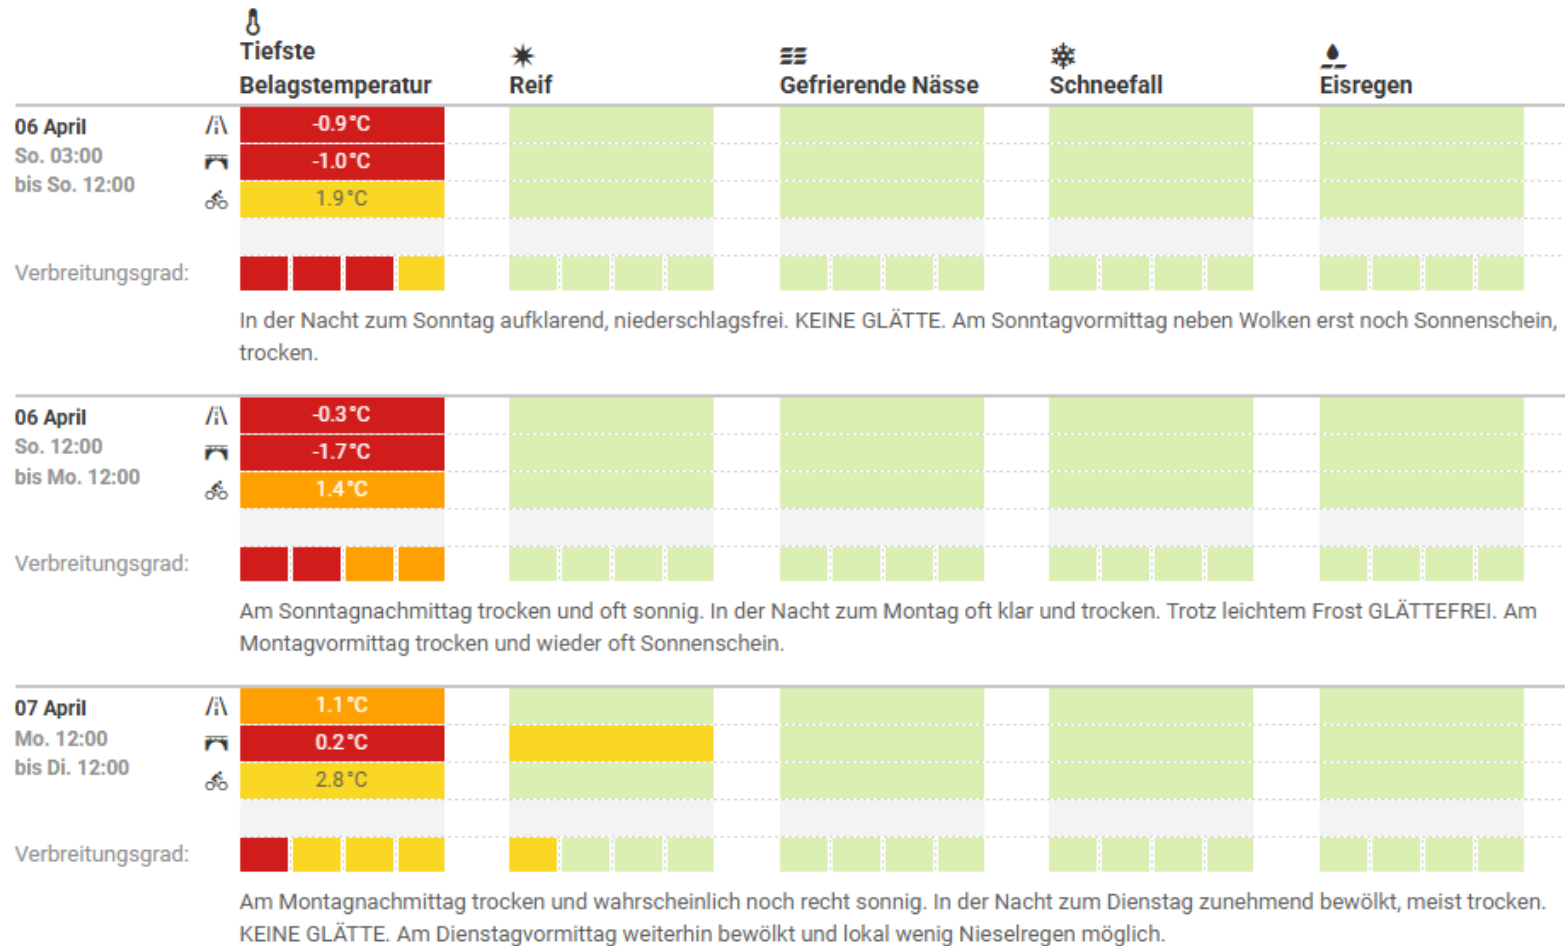 Tiefste
Belagstemperatur
Reif
Gefrierende Nässe
Schneefall
Eisregen
06 April
So. 03:00
bis So. 12:00
-0.9°C
-1.0°C
1.9°C
Verbreitungsgrad:
In der Nacht zum Sonntag aufklarend, niederschlagsfrei. KEINE GLÄTTE. Am Sonntagvormittag neben Wolken erst noch Sonnenschein,
trocken.
06 April
So. 12:00
bis Mo. 12:00
-0.3°C
-1.7°C
1.4°C
Verbreitungsgrad:
Am Sonntagnachmittag trocken und oft sonnig. In der Nacht zum Montag oft klar und trocken. Trotz leichtem Frost GLÄTTEFREI. Am
Montagvormittag trocken und wieder oft Sonnenschein.
07 April
Mo. 12:00
bis Di. 12:00
1.1°C
0.2°C
2.8°C
Verbreitungsgrad:
Am Montagnachmittag trocken und wahrscheinlich noch recht sonnig. In der Nacht zum Dienstag zunehmend bewölkt, meist trocken.
KEINE GLÄTTE. Am Dienstagvormittag weiterhin bewölkt und lokal wenig Nieselregen möglich.